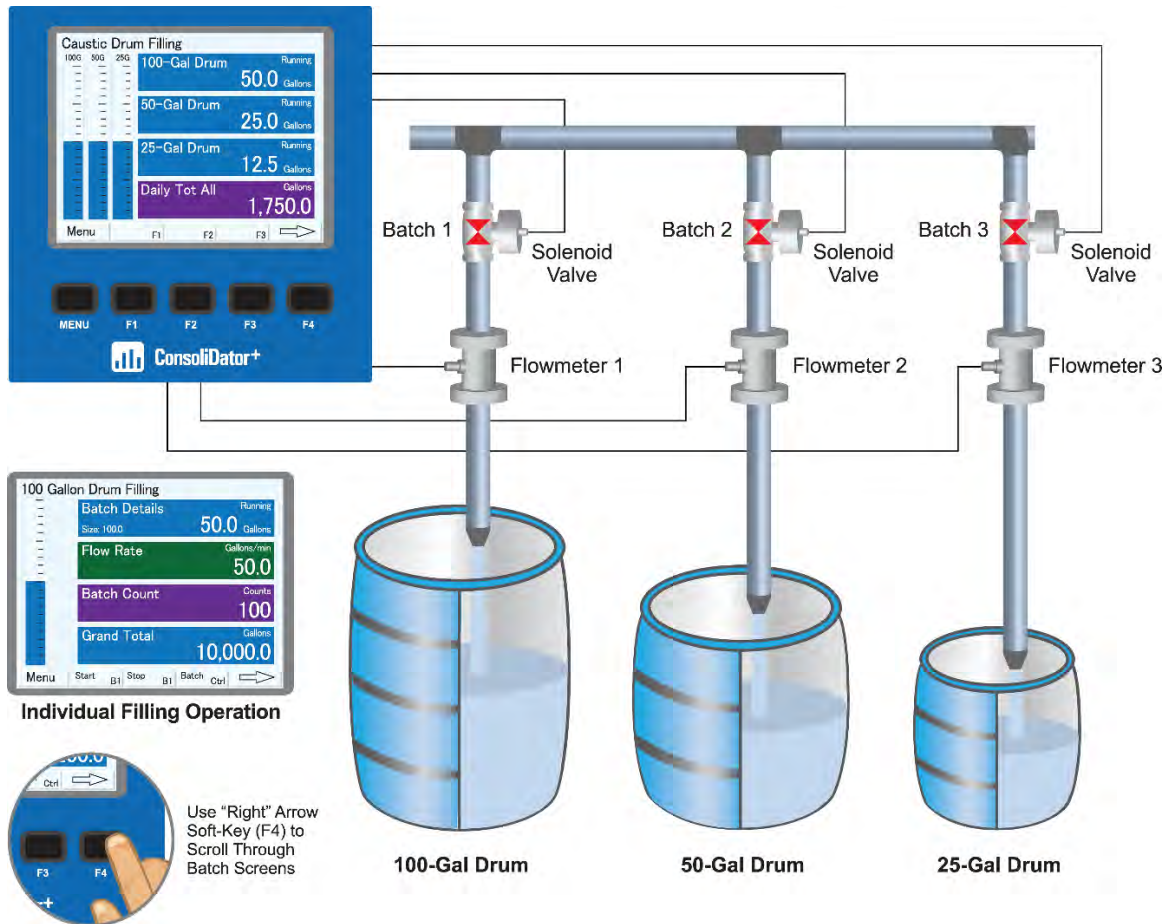 Caustic Drum Filling
100G 50G 25G
100-Gal Drum Running
50.0 Gallons
50-Gal Drum Running
25.0 Gallons
25-Gal Drum Running
12.5 Gallons
Daily Tot All Gallons
1,750.0
Menu F1 F2 F3
MENU F1 F2 F3 F4
ConsoliDator+
Batch 1
Solenoid
Valve
Batch 2
Solenoid
Valve
Batch 3
Solenoid
Valve
Flowmeter 1
Flowmeter 2
Flowmeter 3
100 Gallon Drum Filling
Batch Details Running
Size: 100.0 50.0 Gallons
Flow Rate Gallons/min
50.0
Batch Count Counts
100
Grand Total Gallons
10,000.0
Menu Start B1 Stop B1 Batch Ctrl
Individual Filling Operation
Ctrl
F3 F4
Use "Right" Arrow
Soft-Key (F4) to
Scroll Through
Batch Screens
100-Gal Drum
50-Gal Drum
25-Gal Drum